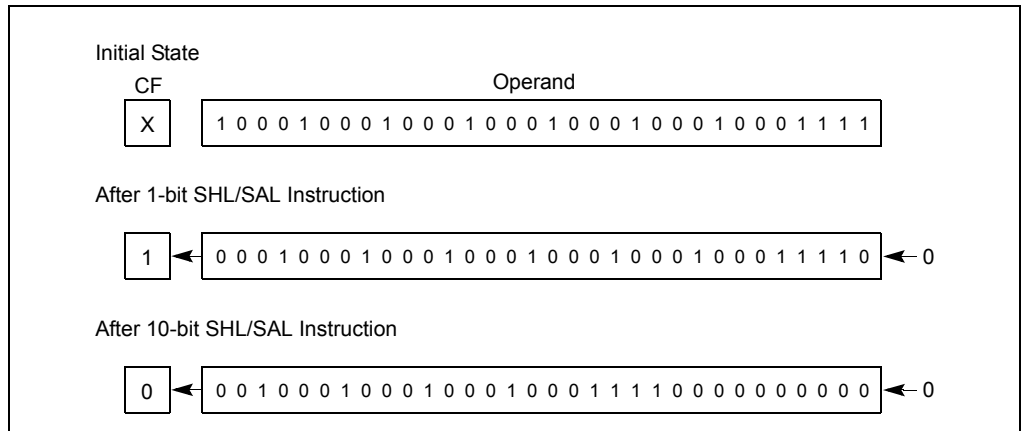 Initial State
CF Operand
X 1 0 0 0 1 0 0 0 1 0 0 0 1 0 0 0 1 0 0 0 1 0 0 0 1 0 0 0 1 1 1 1
After 1-bit SHL/SAL Instruction
1 0 0 0 1 0 0 0 1 0 0 0 1 0 0 0 1 0 0 0 1 0 0 0 1 0 0 0 1 1 1 1 0 0
After 10-bit SHL/SAL Instruction
0 0 0 1 0 0 0 1 0 0 0 1 0 0 0 1 0 0 0 1 1 1 1 0 0 0 0 0 0 0 0 0 0 0